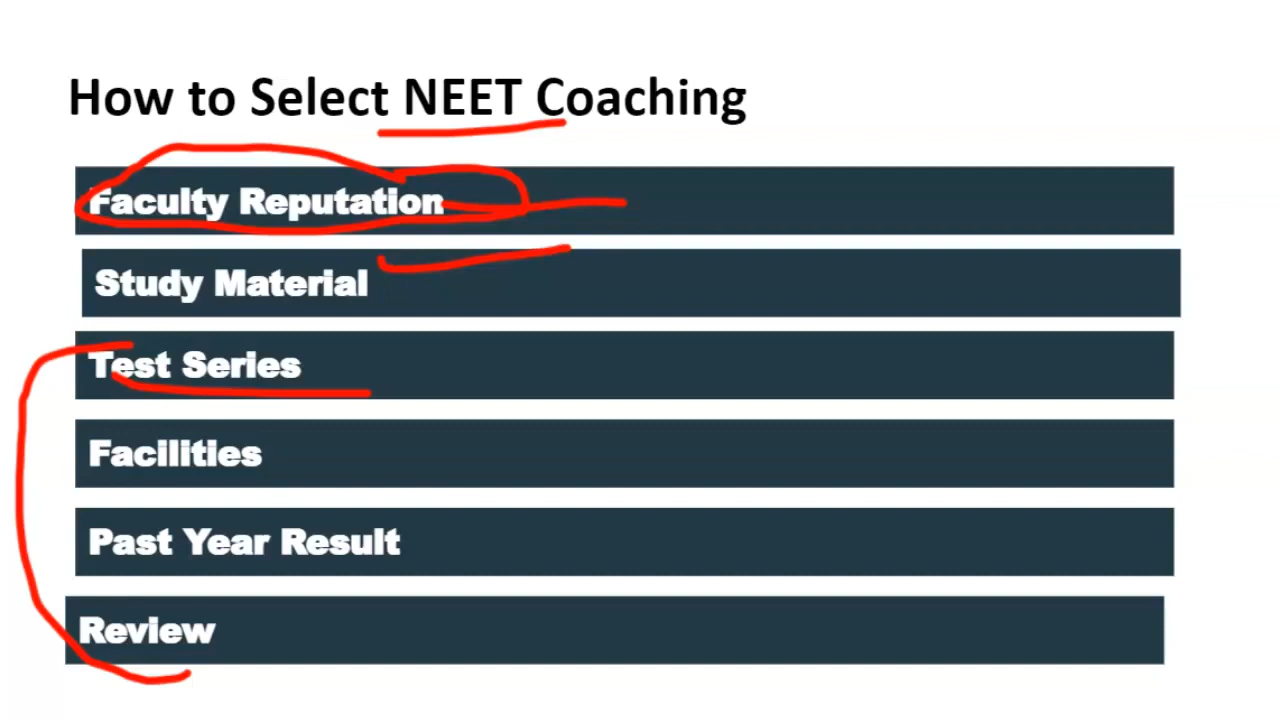 How to Select NEET Coaching
Faculty Reputation
Study Material
Test Series
Facilities
Past Year Result
Review